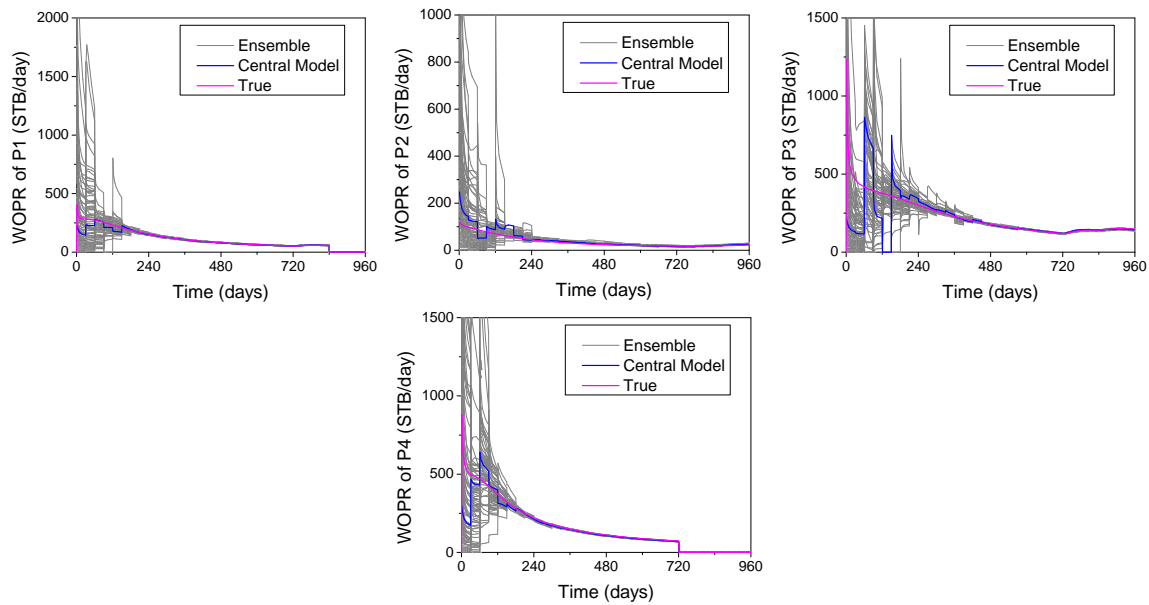 WOPR of P1 (STB/day)
2000
1500
1000
500
0
Ensemble
Central Model
True
0 240 480 720 960
Time (days)
WOPR of P2 (STB/day)
1000
800
600
400
200
0
Ensemble
Central Model
True
0 240 480 720 960
Time (days)
WOPR of P3 (STB/day)
1500
1000
500
0
Ensemble
Central Model
True
0 240 480 720 960
Time (days)
WOPR of P4 (STB/day)
1500
1000
500
0
Ensemble
Central Model
True
0 240 480 720 960
Time (days)